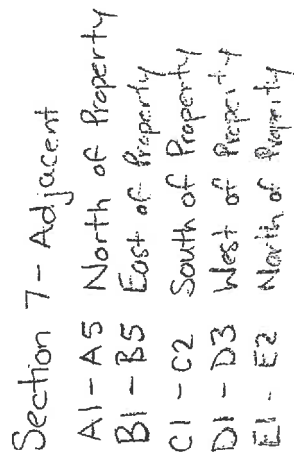 Section 7 - Adjacent
A1 - A5 North of Property
B1 - B5 East of Property
C1 - C2 South of Property
D1 - D3 West of Property
E1 - E2 North of Property